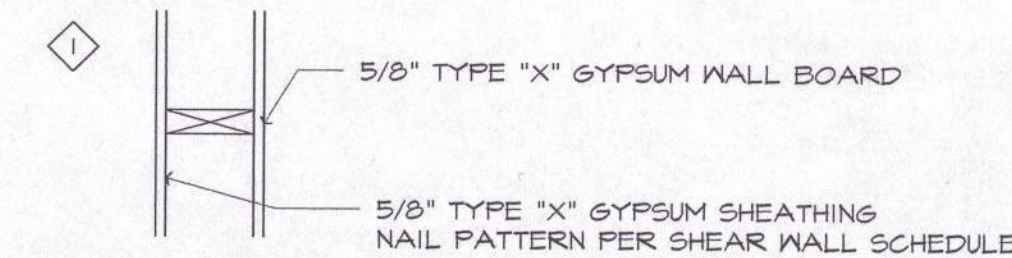 1
5/8" TYPE "X" GYPSUM WALL BOARD
5/8" TYPE "X" GYPSUM SHEATHING
NAIL PATTERN PER SHEAR WALL SCHEDULE